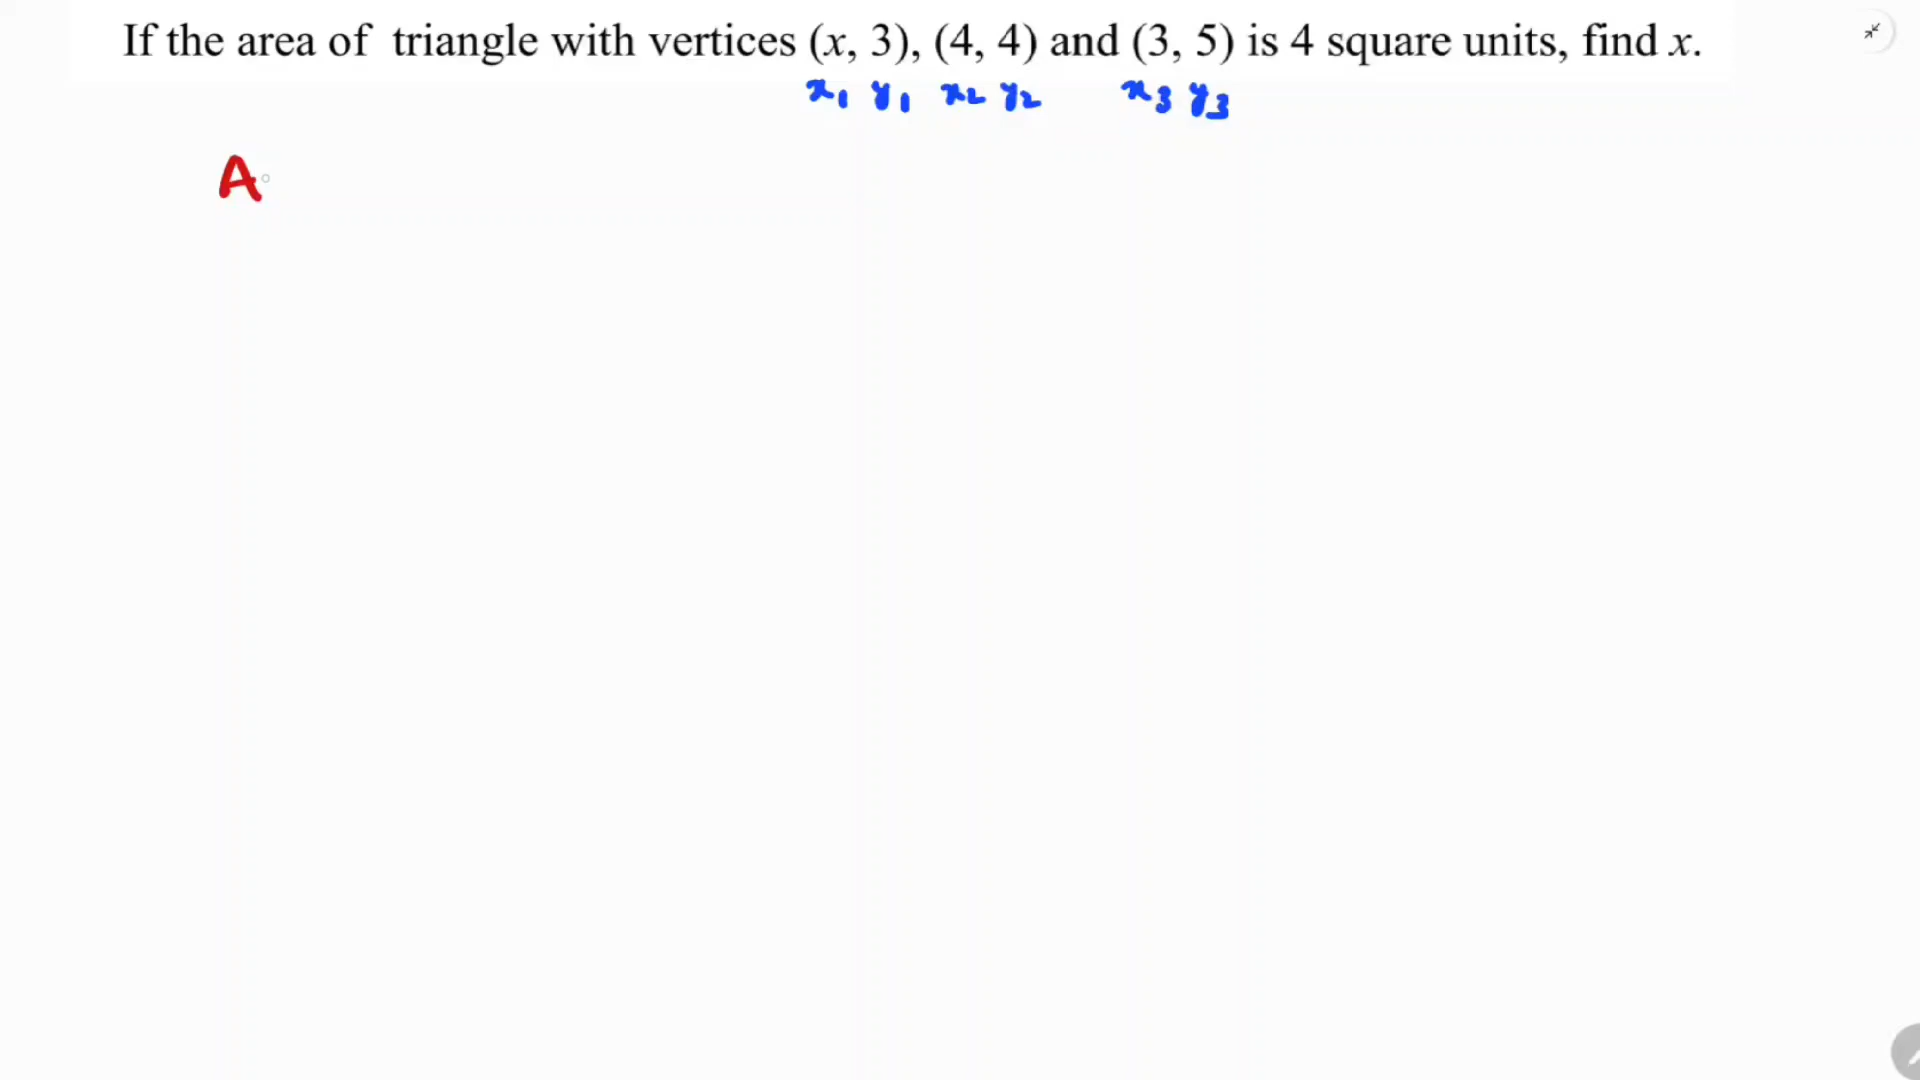 If the area of triangle with vertices (x, 3), (4, 4) and (3, 5) is 4 square units, find x.
x₁ y₁ x₂ y₂ x₃ y₃
A